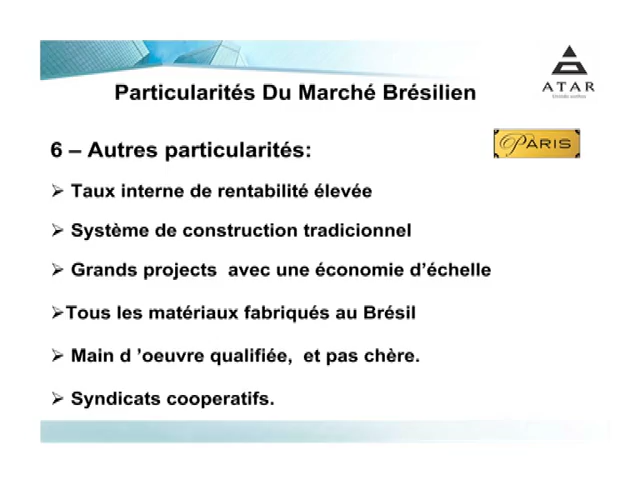 Particularités Du Marché Brésilien
ATAR
6 – Autres particularités:
PARIS
➢ Taux interne de rentabilité élevée
➢ Système de construction tradicionnel
➢ Grands projects  avec une économie d’échelle
➢Tous les matériaux fabriqués au Brésil
➢ Main d ’oeuvre qualifiée,  et pas chère.
➢ Syndicats cooperatifs.